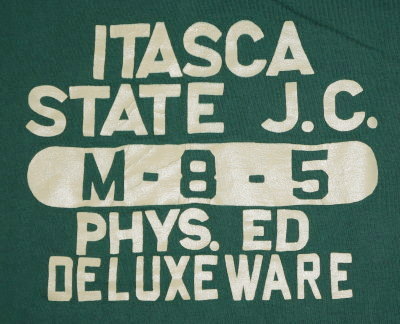 ITASCA
STATE J.C.
M-8-5
PHYS. ED
DELUXEWARE